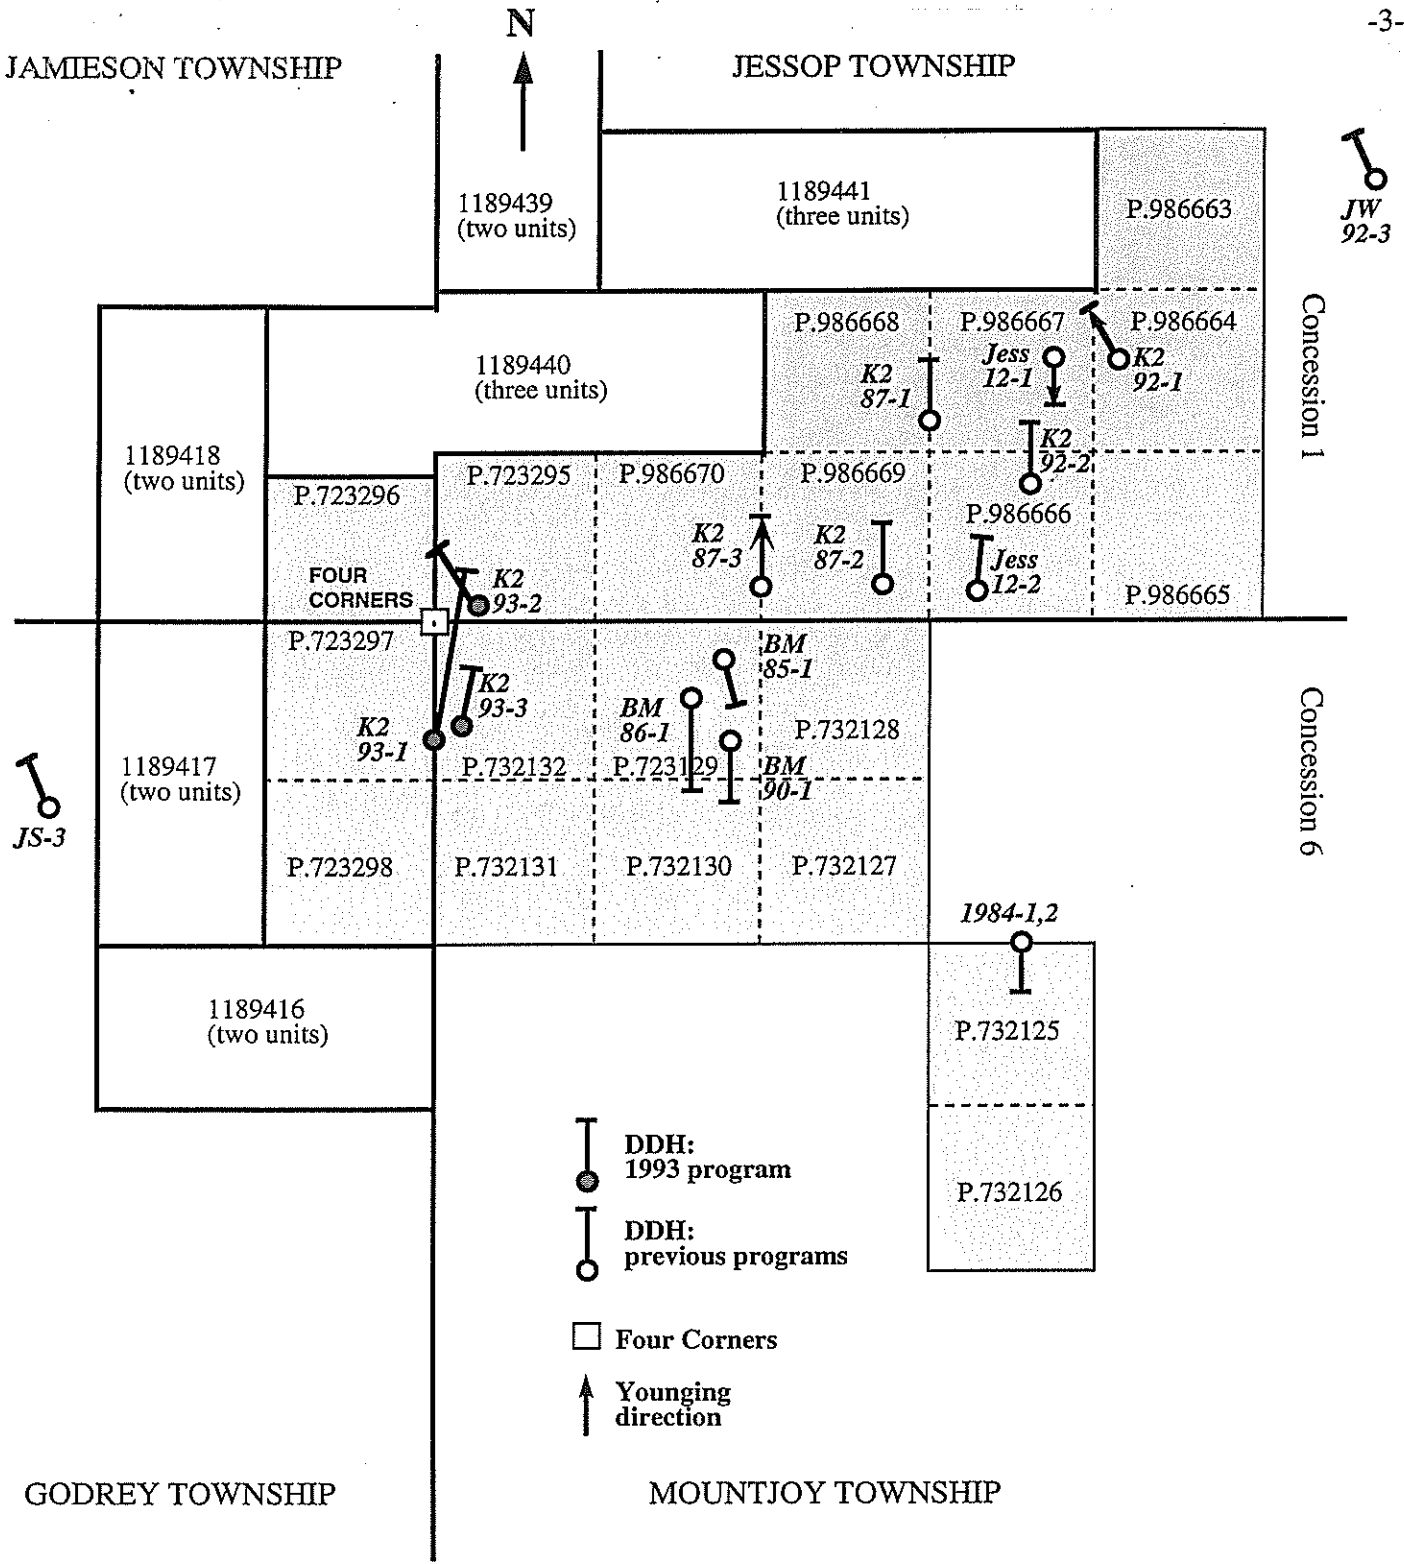 -3-
N
JAMIESON TOWNSHIP
JESSOP TOWNSHIP
1189439
(two units)
1189441
(three units)
P.986663
JW
92-3
Concession 1
P.986668
P.986667
P.986664
1189440
(three units)
K2
87-1
Jess
12-1
K2
92-1
1189418
(two units)
P.723296
P.723295
P.986670
P.986669
K2
92-2
P.986666
K2
87-3
K2
87-2
Jess
12-2
P.986665
FOUR
CORNERS
K2
93-2
P.723297
BM
85-1
K2
93-3
BM
86-1
P.732128
K2
93-1
1189417
(two units)
P.732132
P.723129
BM
90-1
Concession 6
JS-3
P.723298
P.732131
P.732130
P.732127
1984-1,2
1189416
(two units)
P.732125
DDH:
1993 program
P.732126
DDH:
previous programs
Four Corners
Younging
direction
GODREY TOWNSHIP
MOUNTJOY TOWNSHIP